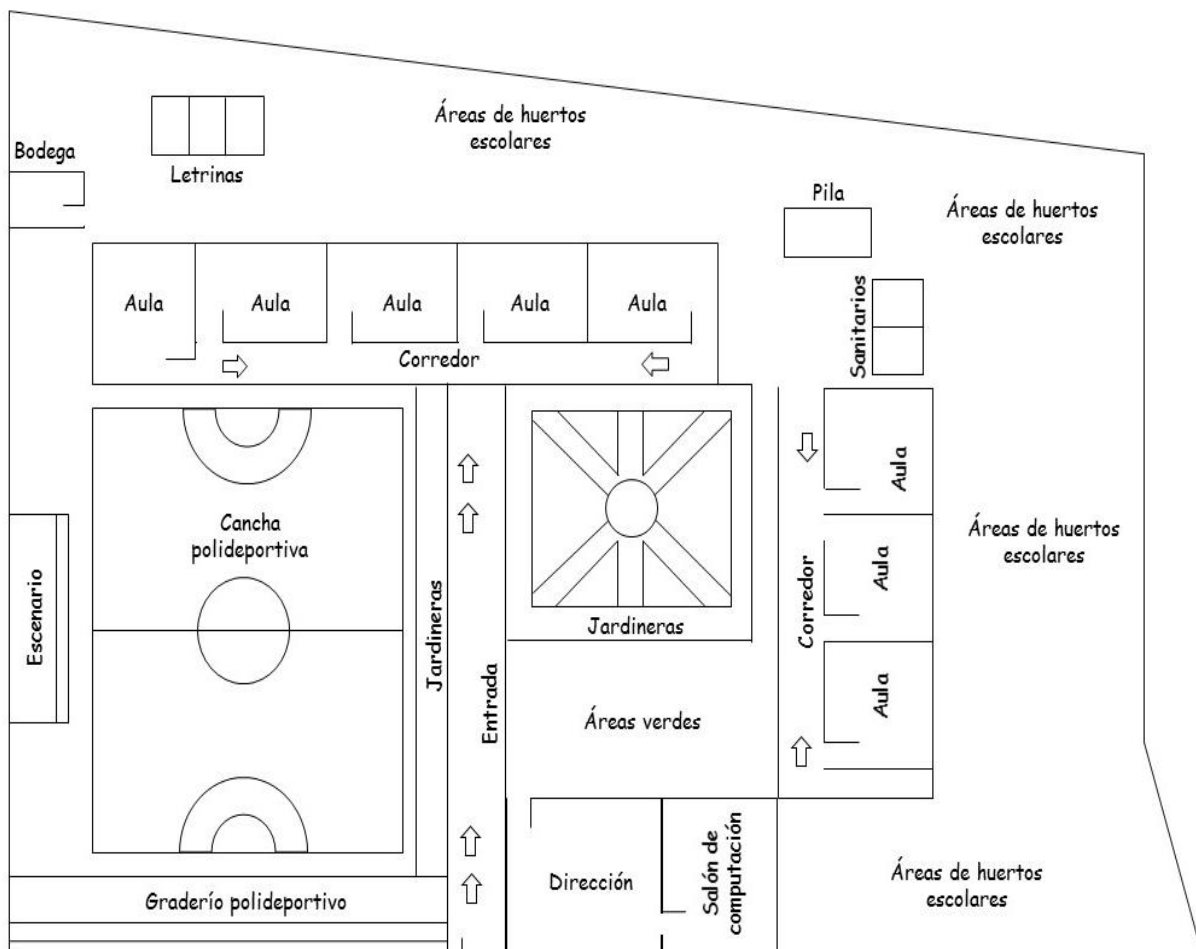 Áreas de huertos
escolares
Bodega
Letrinas
Pila
Áreas de huertos
escolares
Sanitarios
Aula
Aula
Aula
Aula
Aula
Corredor
Aula
Cancha
polideportiva
Áreas de huertos
escolares
Aula
Corredor
Escenario
Jardineras
Jardineras
Entrada
Aula
Áreas verdes
Salón de
computación
Dirección
Áreas de huertos
escolares
Graderío polideportivo